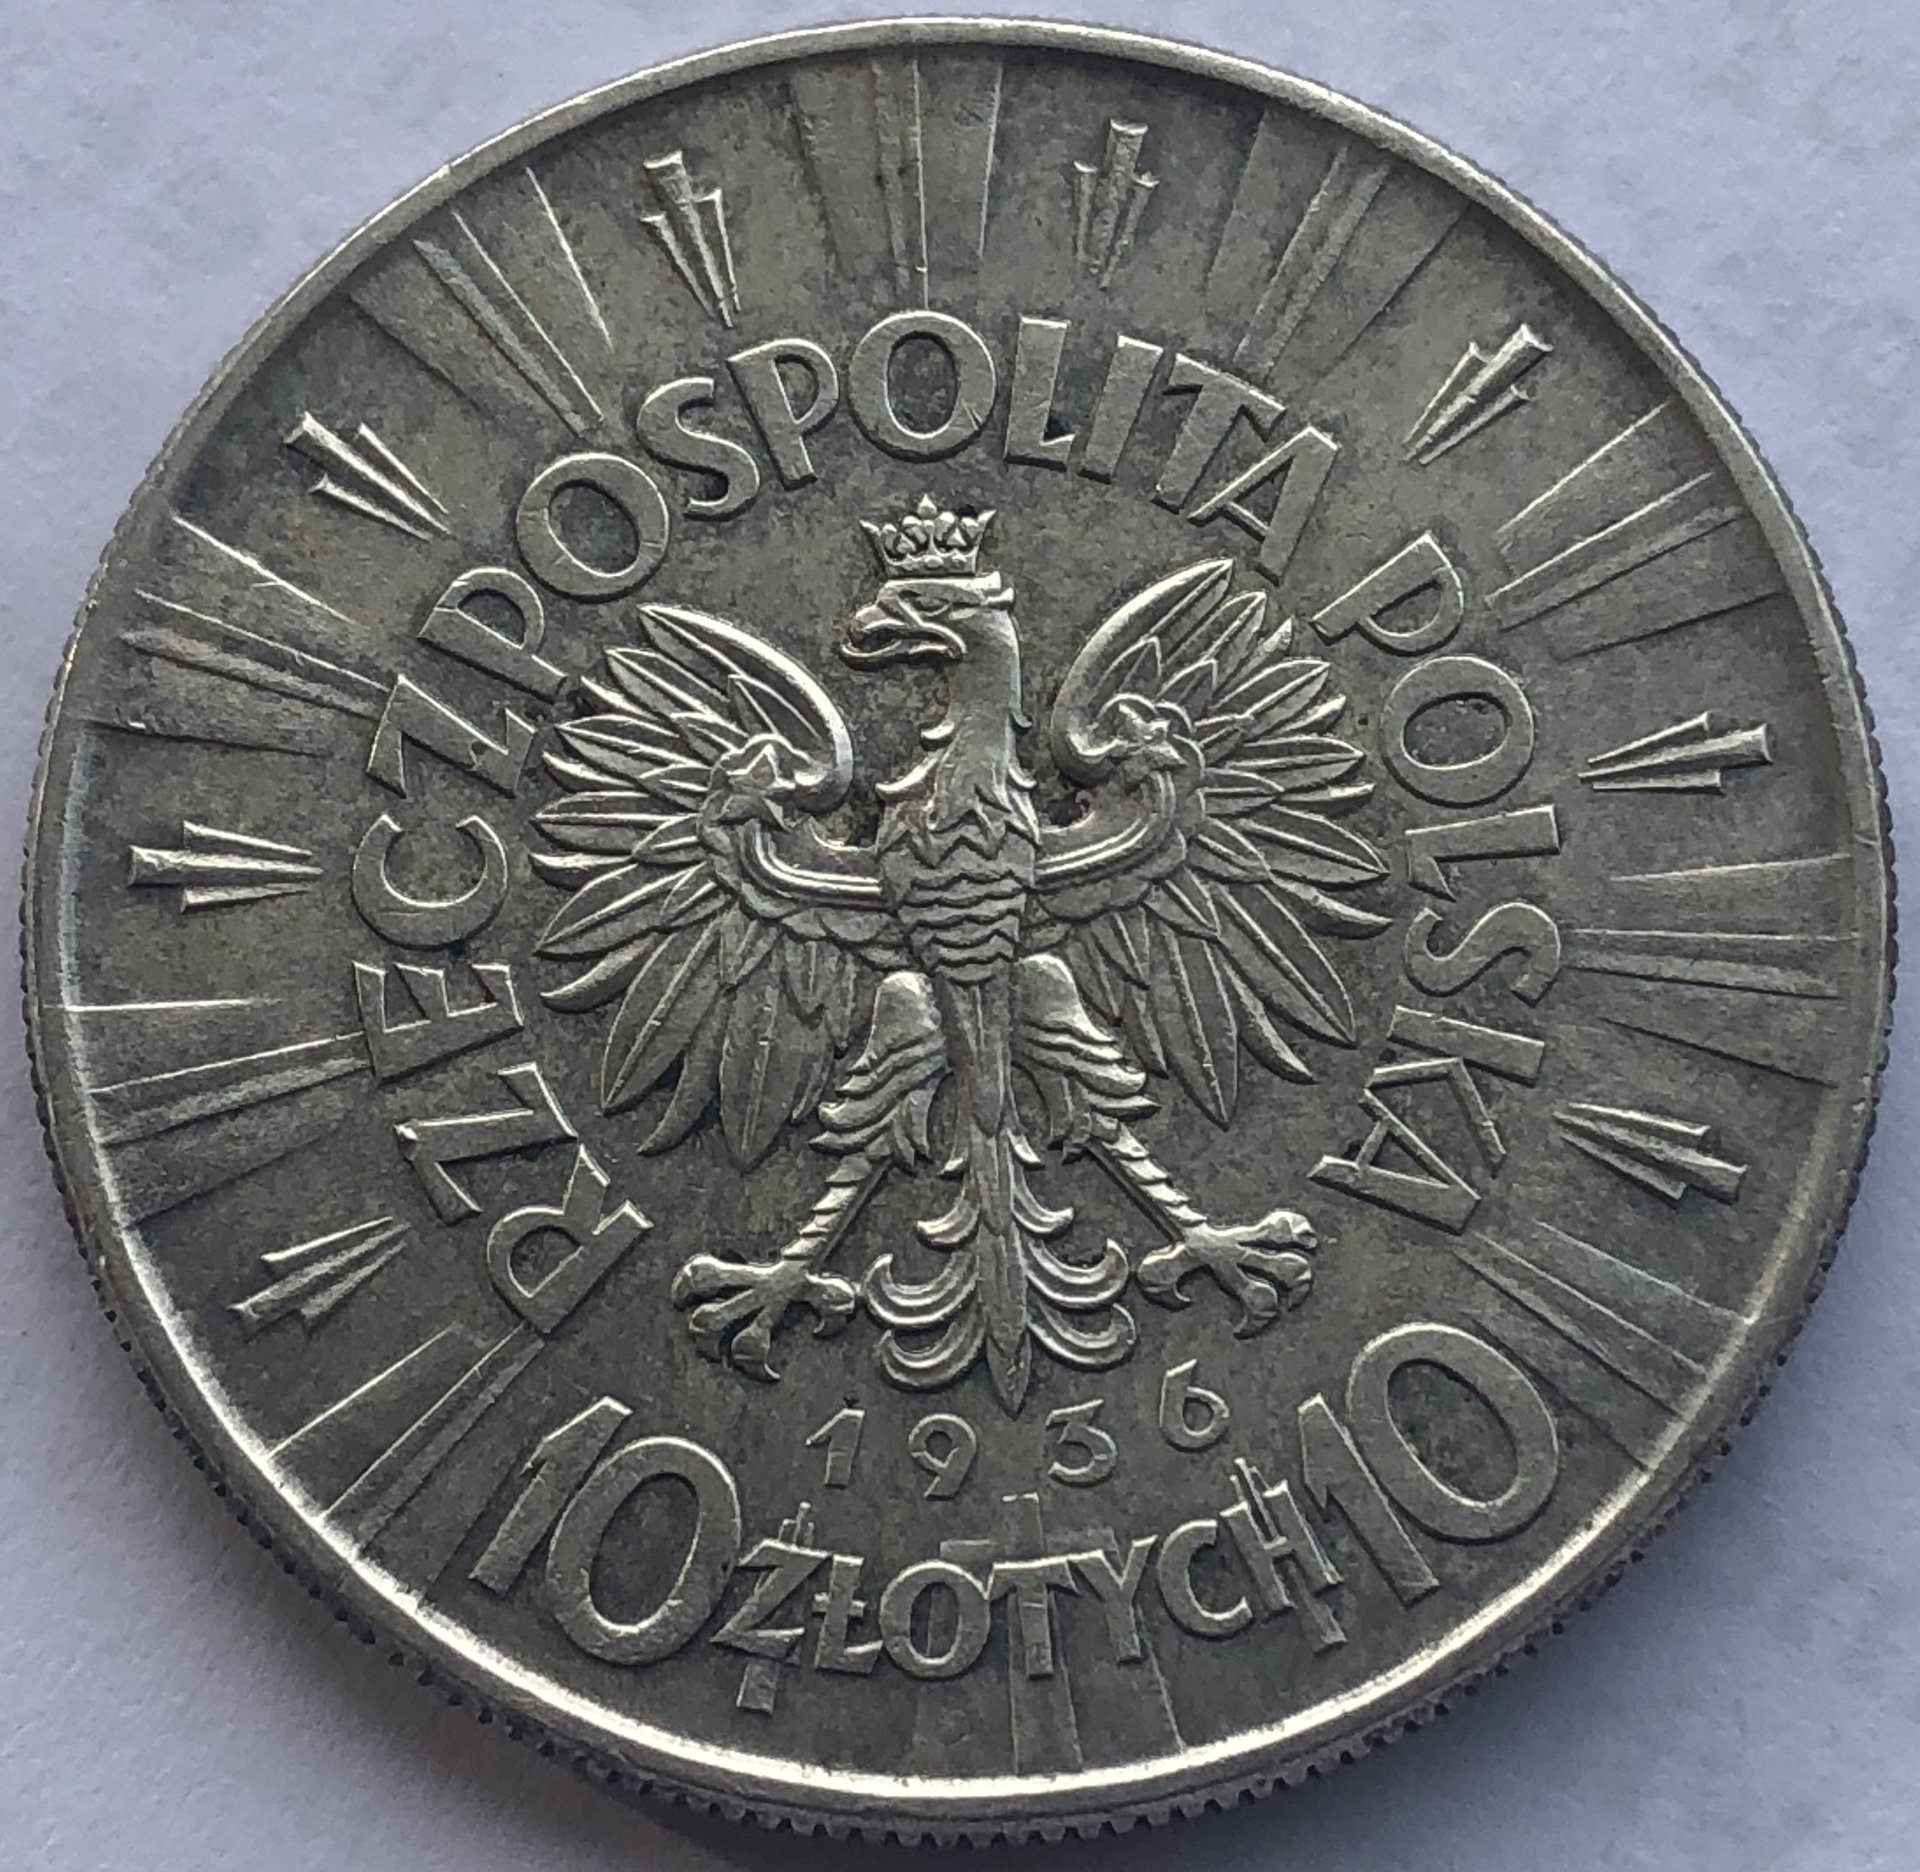 RZECZPOSPOLITA POLSKA
1936
10 ZŁOTYCH 10